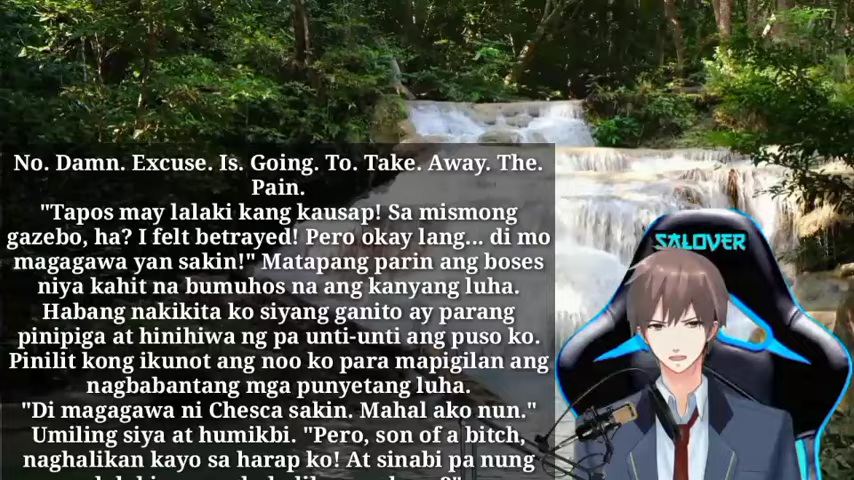 No. Damn. Excuse. Is. Going. To. Take. Away. The.
Pain.
"Tapos may lalaki kang kausap! Sa mismong
gazebo, ha? I felt betrayed! Pero okay lang... di mo
magagawa yan sakin!" Matapang parin ang boses
niya kahit na bumuhos na ang kanyang luha.
Habang nakikita ko siyang ganito ay parang
pinipiga at hinihiwa ng pa unti-unti ang puso ko.
Pinilit kong ikunot ang noo ko para mapigilan ang
nagbabantang mga punyetang luha.
"Di magagawa ni Chesca sakin. Mahal ako nun."
Umiling siya at humikbi. "Pero, son of a bitch,
naghalikan kayo sa harap ko! At sinabi pa nung
SALOVER